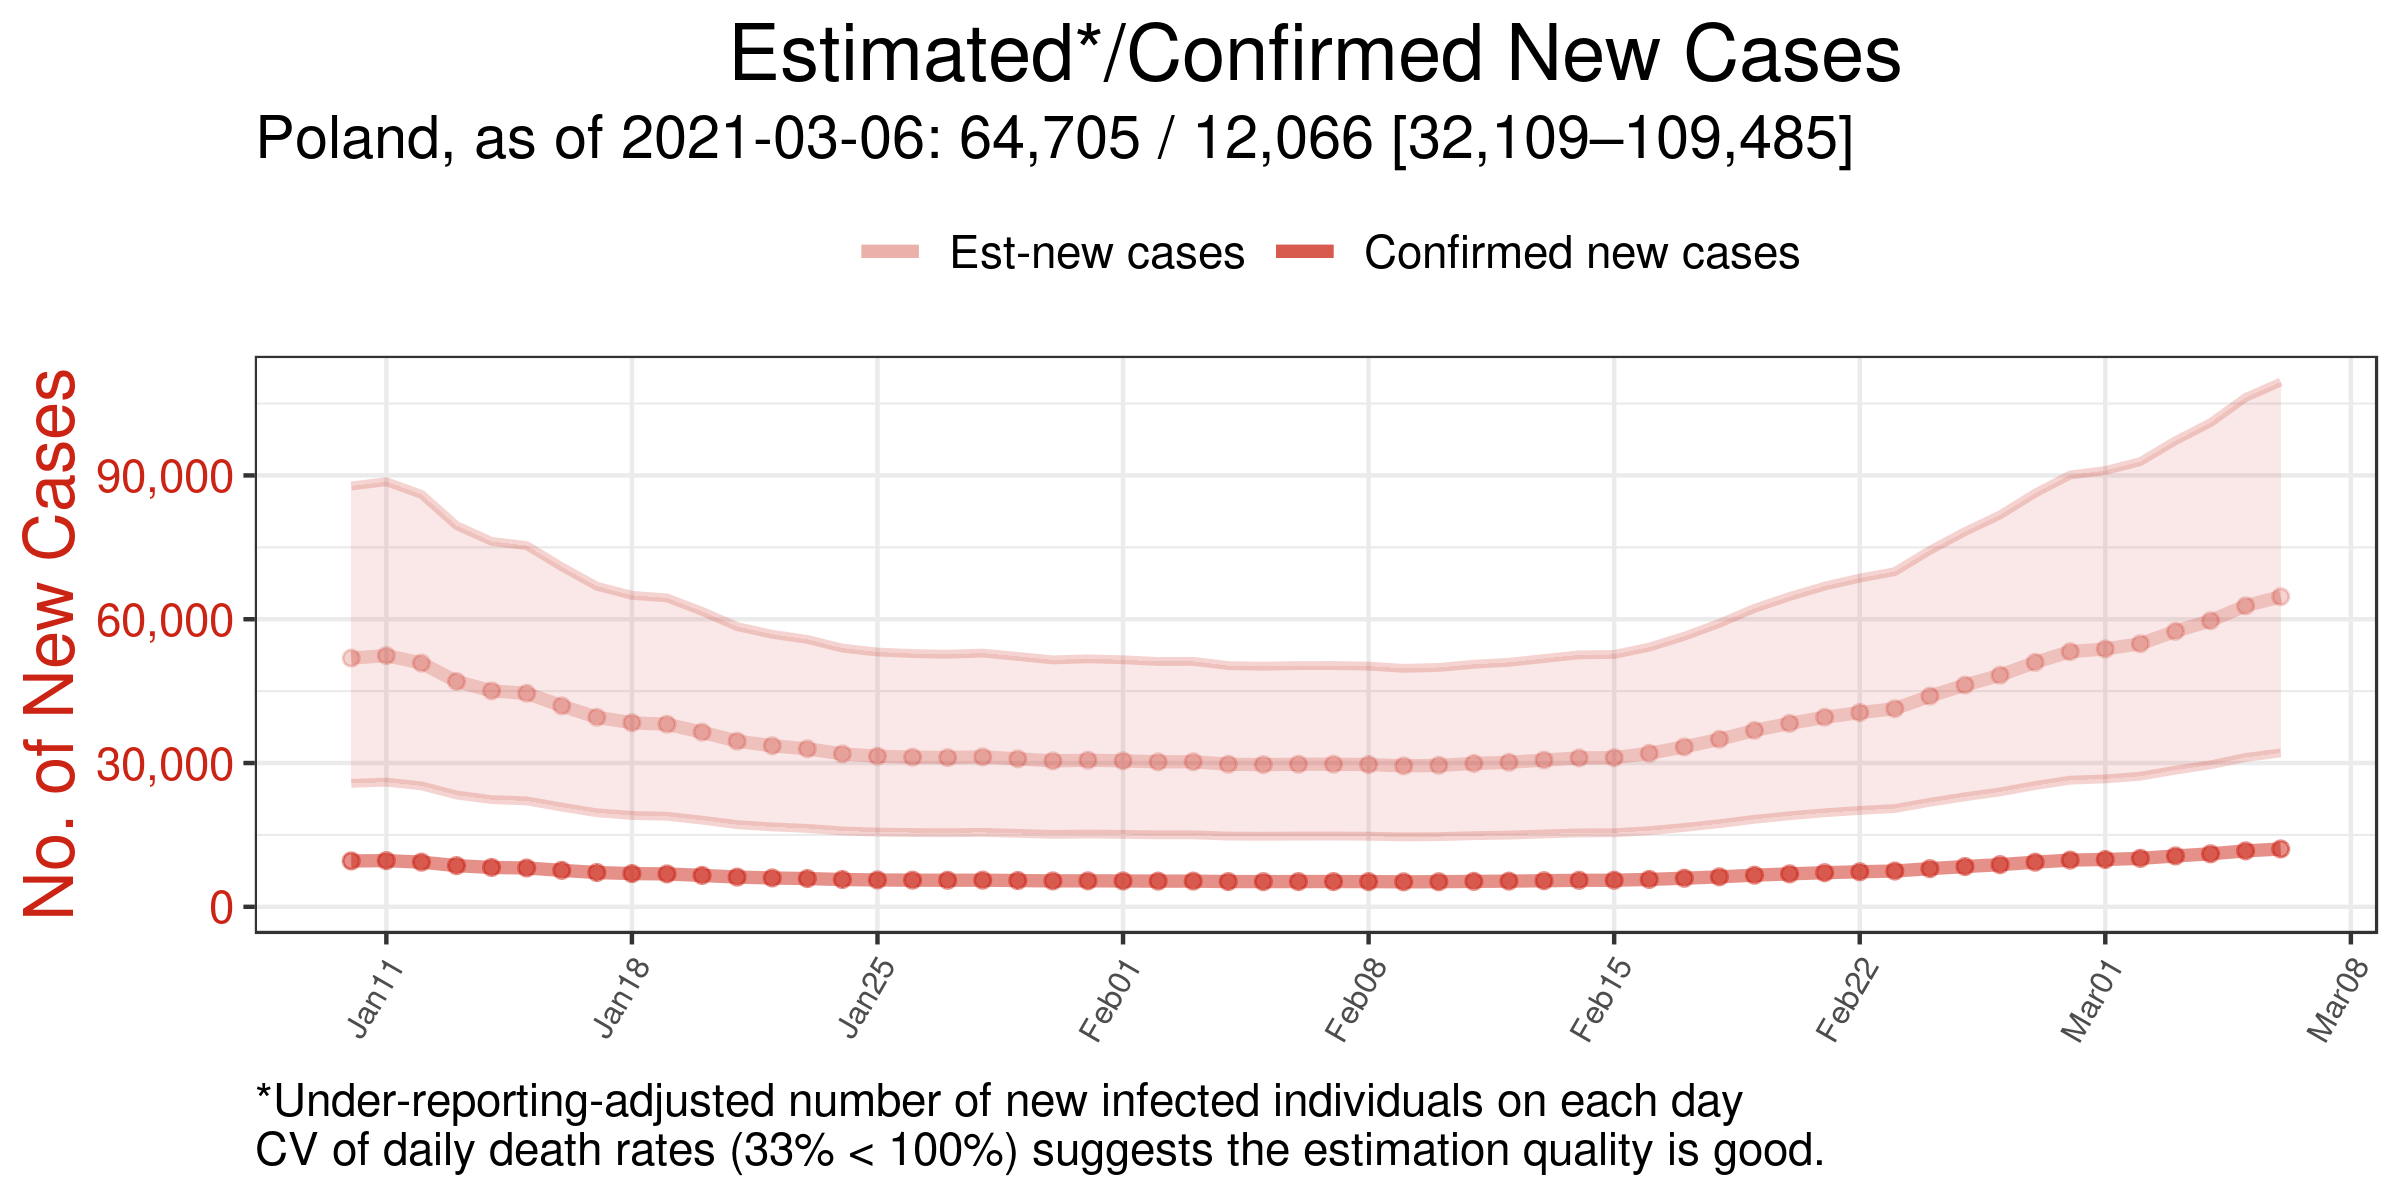 Estimated*/Confirmed New Cases
Poland, as of 2021-03-06: 64,705 / 12,066 [32,109–109,485]
Est-new cases Confirmed new cases
No. of New Cases
90,000
60,000
30,000
0
Jan11 Jan18 Jan25 Feb01 Feb08 Feb15 Feb22 Mar01 Mar08
*Under-reporting-adjusted number of new infected individuals on each day
CV of daily death rates (33% < 100%) suggests the estimation quality is good.